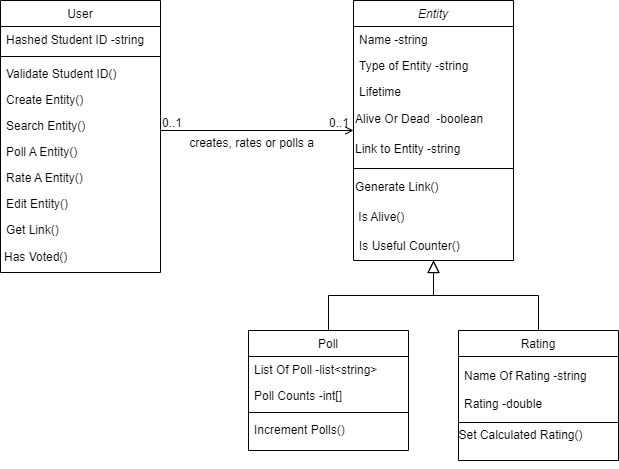 User
Hashed Student ID -string
Validate Student ID()
Create Entity()
Search Entity()
Poll A Entity()
Rate A Entity()
Edit Entity()
Get Link()
Has Voted()
0..1
0..1
creates, rates or polls a
Entity
Name -string
Type of Entity -string
Lifetime
Alive Or Dead -boolean
Link to Entity -string
Generate Link()
Is Alive()
Is Useful Counter()
Poll
List Of Poll -list<string>
Poll Counts -int[]
Increment Polls()
Rating
Name Of Rating -string
Rating -double
Set Calculated Rating()